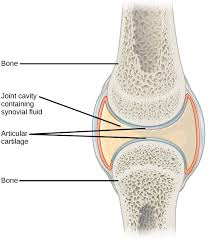 Bone
Joint cavity
containing
synovial fluid
Articular
cartilage
Bone